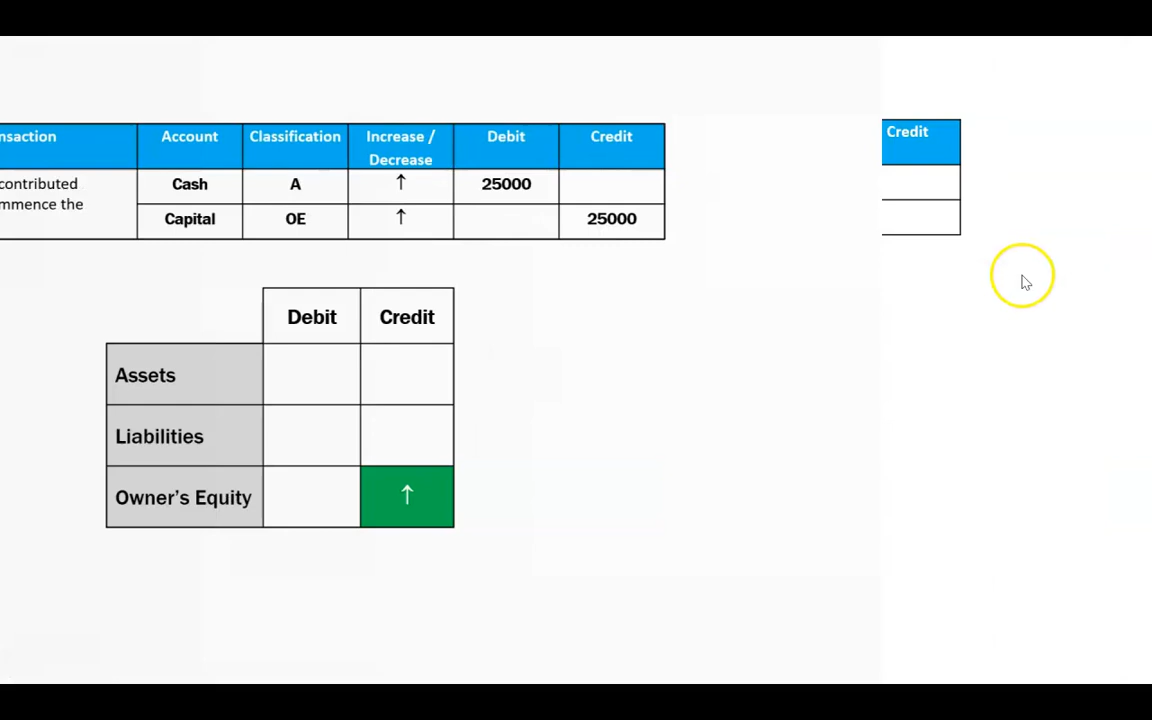 nsaction Account Classification Increase / Decrease Debit Credit
contributed Cash A ↑ 25000
mmence the Capital OE ↑ 25000
Credit
Debit Credit
Assets
Liabilities
Owner's Equity ↑